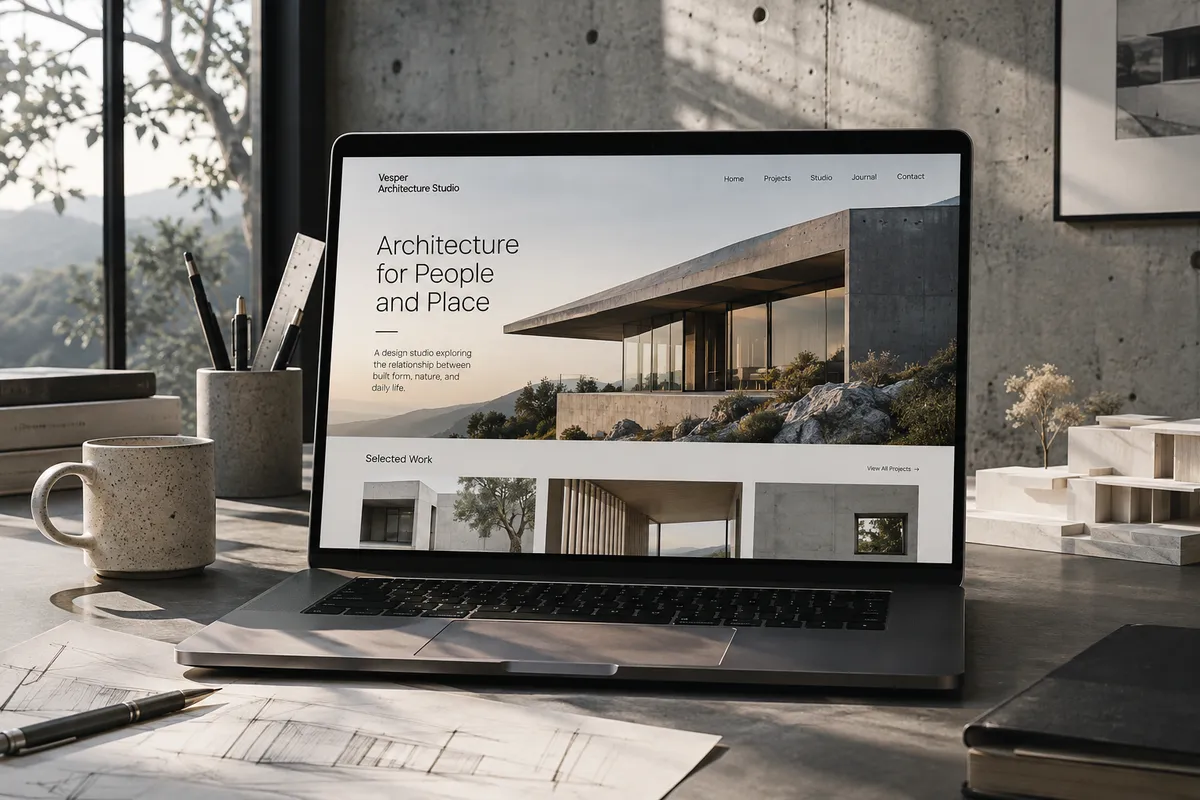 Vesper
Architecture Studio
Home Projects Studio Journal Contact
Architecture
for People
and Place
A design studio exploring
the relationship between
built form, nature, and
daily life.
Selected Work
View All Projects →